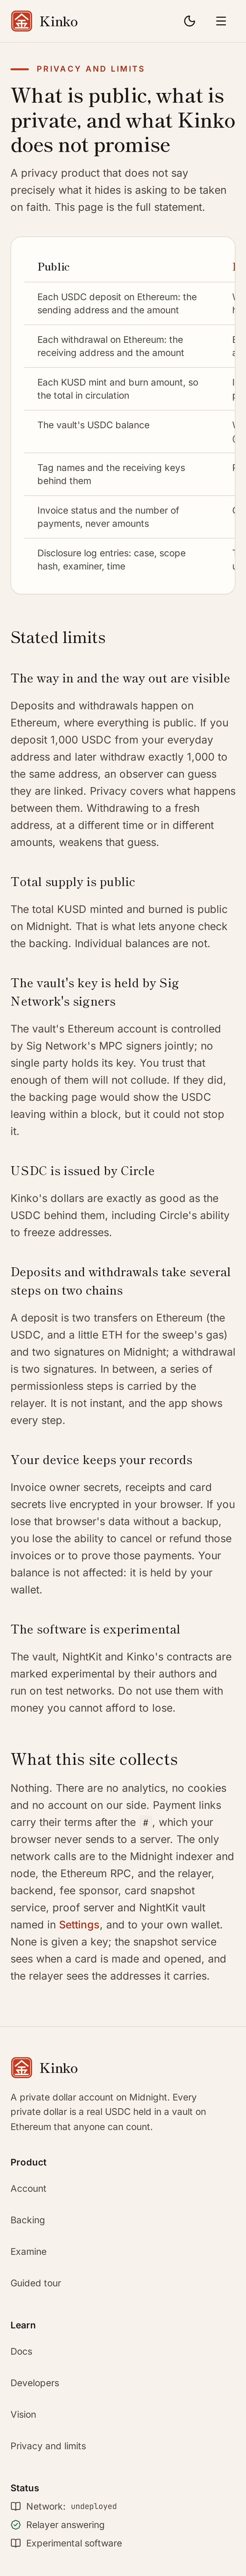 金 Kinko
PRIVACY AND LIMITS
What is public, what is
private, and what Kinko
does not promise
A privacy product that does not say
precisely what it hides is asking to be taken
on faith. This page is the full statement.
Public
Each USDC deposit on Ethereum: the
sending address and the amount
Each withdrawal on Ethereum: the
receiving address and the amount
Each KUSD mint and burn amount, so
the total in circulation
The vault's USDC balance
Tag names and the receiving keys
behind them
Invoice status and the number of
payments, never amounts
Disclosure log entries: case, scope
hash, examiner, time
Stated limits
The way in and the way out are visible
Deposits and withdrawals happen on
Ethereum, where everything is public. If you
deposit 1,000 USDC from your everyday
address and later withdraw exactly 1,000 to
the same address, an observer can guess
they are linked. Privacy covers what happens
between them. Withdrawing to a fresh
address, at a different time or in different
amounts, weakens that guess.
Total supply is public
The total KUSD minted and burned is public
on Midnight. That is what lets anyone check
the backing. Individual balances are not.
The vault's key is held by Sig
Network's signers
The vault's Ethereum account is controlled
by Sig Network's MPC signers jointly; no
single party holds its key. You trust that
enough of them will not collude. If they did,
the backing page would show the USDC
leaving within a block, but it could not stop
it.
USDC is issued by Circle
Kinko's dollars are exactly as good as the
USDC behind them, including Circle's ability
to freeze addresses.
Deposits and withdrawals take several
steps on two chains
A deposit is two transfers on Ethereum (the
USDC, and a little ETH for the sweep's gas)
and two signatures on Midnight; a withdrawal
is two signatures. In between, a series of
permissionless steps is carried by the
relayer. It is not instant, and the app shows
every step.
Your device keeps your records
Invoice owner secrets, receipts and card
secrets live encrypted in your browser. If you
lose that browser's data without a backup,
you lose the ability to cancel or refund those
invoices or to prove those payments. Your
balance is not affected: it is held by your
wallet.
The software is experimental
The vault, NightKit and Kinko's contracts are
marked experimental by their authors and
run on test networks. Do not use them with
money you cannot afford to lose.
What this site collects
Nothing. There are no analytics, no cookies
and no account on our side. Payment links
carry their terms after the #, which your
browser never sends to a server. The only
network calls are to the Midnight indexer and
node, the Ethereum RPC, and the relayer,
backend, fee sponsor, card snapshot
service, proof server and NightKit vault
named in Settings, and to your own wallet.
None is given a key; the snapshot service
sees when a card is made and opened, and
the relayer sees the addresses it carries.
金 Kinko
A private dollar account on Midnight. Every
private dollar is a real USDC held in a vault on
Ethereum that anyone can count.
Product
Account
Backing
Examine
Guided tour
Learn
Docs
Developers
Vision
Privacy and limits
Status
Network: undeployed
Relayer answering
Experimental software